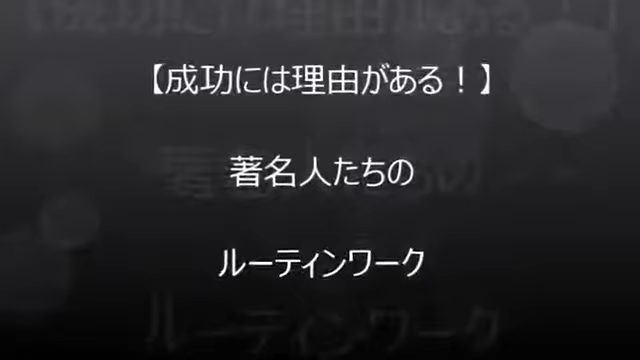 【成功には理由がある！】
著名人たちの
ルーティンワーク